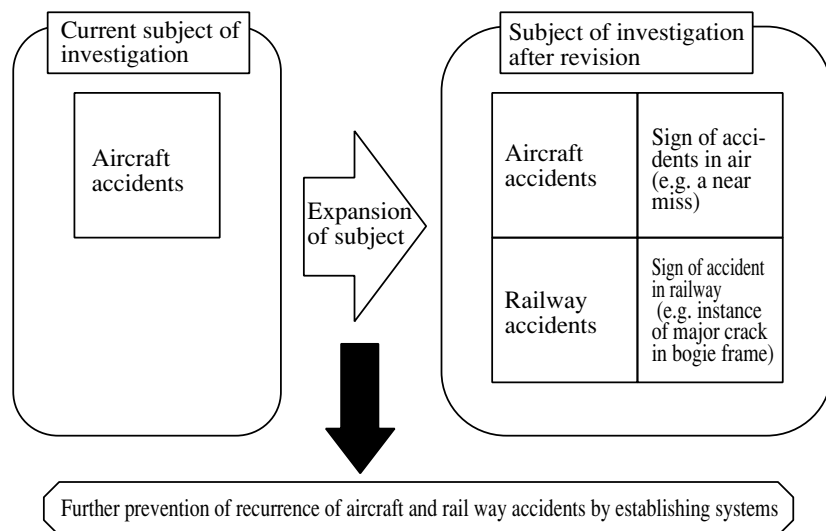 Current subject of
investigation
Aircraft
accidents
Expansion
of subject
Subject of investigation
after revision
Aircraft
accidents
Sign of acci-
dents in air
(e.g. a near
miss)
Railway
accidents
Sign of accident
in railway
(e.g. instance
of major crack
in bogie frame)
Further prevention of recurrence of aircraft and rail way accidents by establishing systems